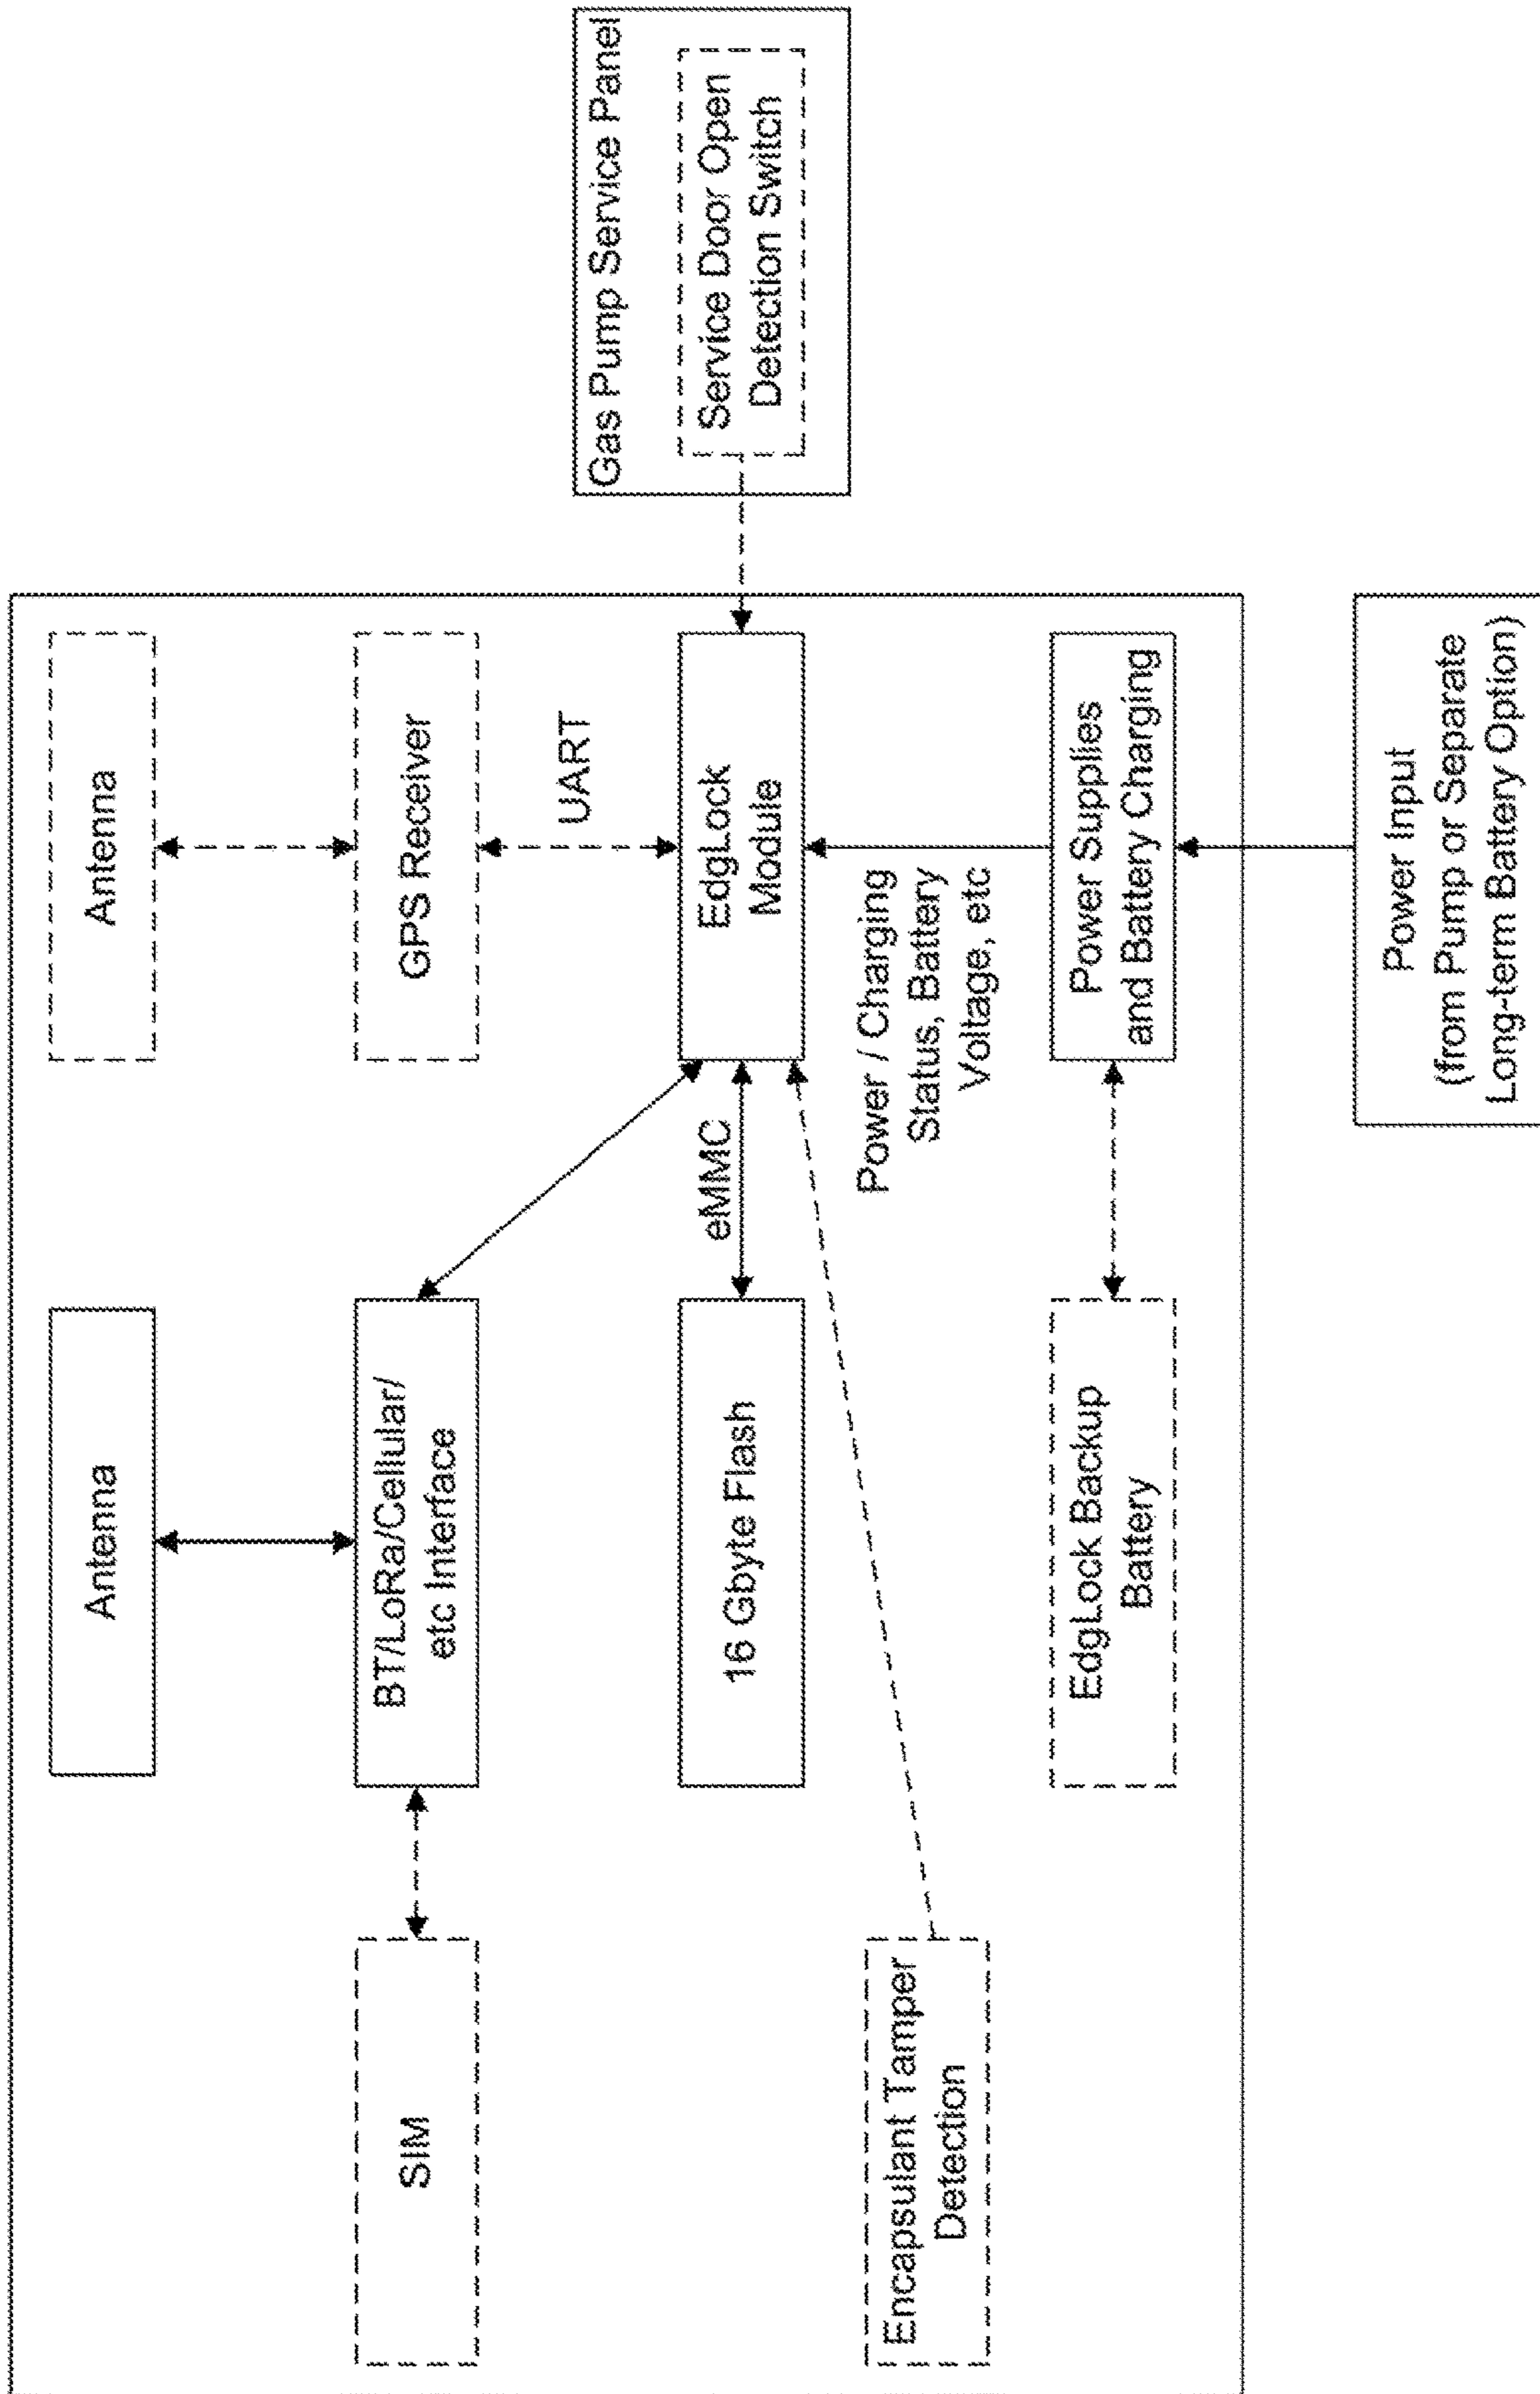 Antenna
Antenna
SIM
BT/LoRa/Cellular/
etc Interface
GPS Receiver
UART
Gas Pump Service Panel
Service Door Open
Detection Switch
16 Gbyte Flash
eMMC
EdgLock
Module
Encapsulant Tamper
Detection
Power / Charging
Status, Battery
Voltage, etc
EdgLock Backup
Battery
Power Supplies
and Battery Charging
Power Input
(from Pump or Separate
Long-term Battery Option)